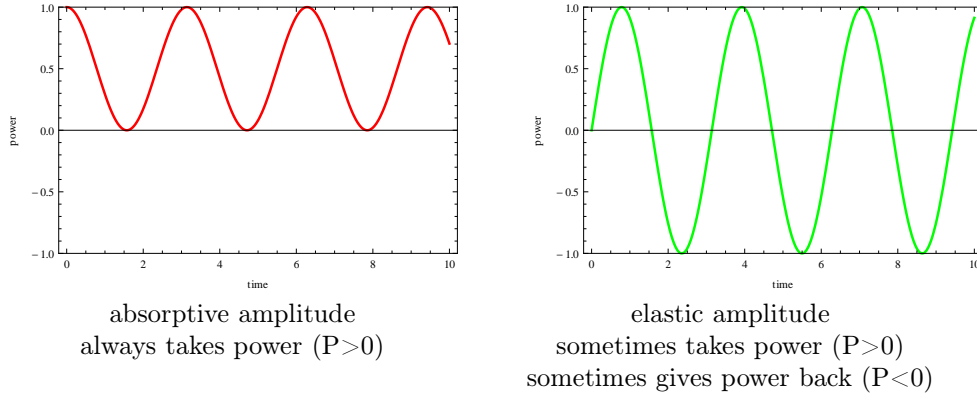 1.0
0.5
0.0
−0.5
−1.0
power
0 2 4 6 8 10
time
absorptive amplitude
always takes power (P>0)
1.0
0.5
0.0
−0.5
−1.0
power
0 2 4 6 8 10
time
elastic amplitude
sometimes takes power (P>0)
sometimes gives power back (P<0)